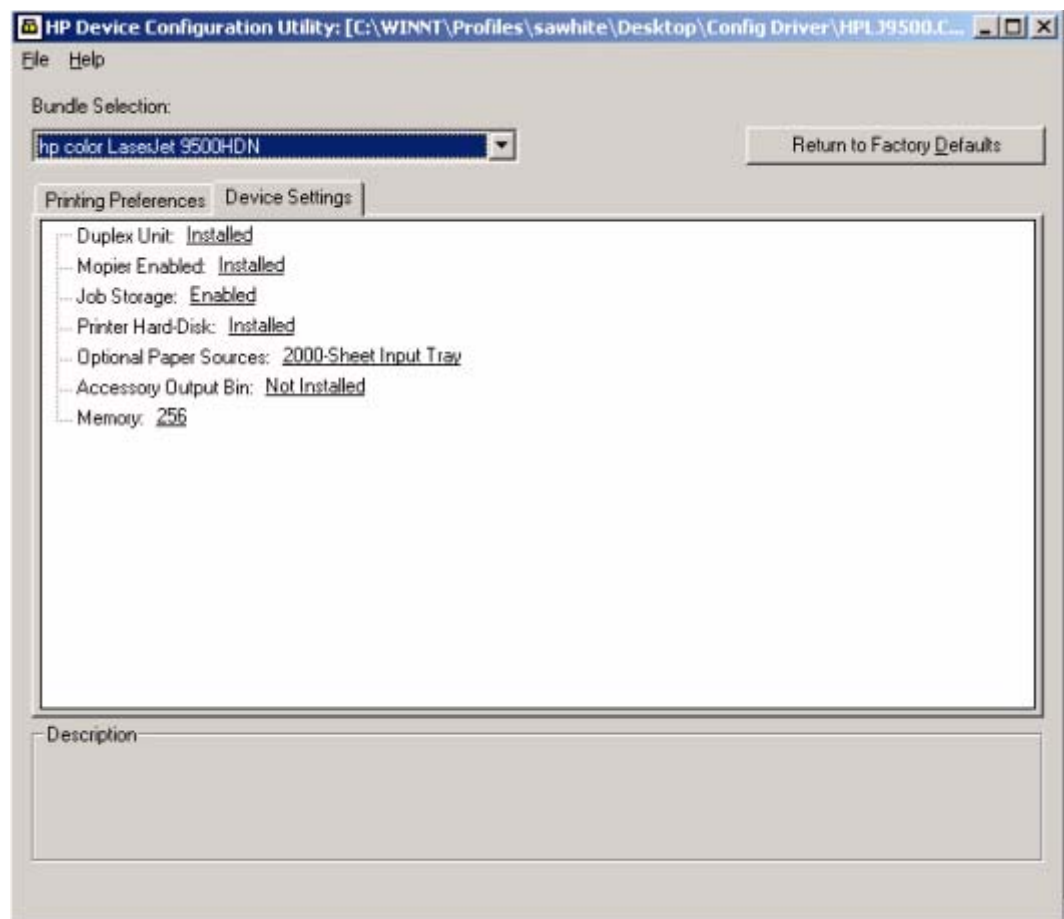 HP Device Configuration Utility: [C:\WINNT\Profiles\sawhite\Desktop\Config Driver\HPLJ9500.C...
File Help
Bundle Selection:
hp color LaserJet 9500HDN
Return to Factory Defaults
Printing Preferences Device Settings
Duplex Unit: Installed
Mopier Enabled: Installed
Job Storage: Enabled
Printer Hard-Disk: Installed
Optional Paper Sources: 2000-Sheet Input Tray
Accessory Output Bin: Not Installed
Memory: 256
Description